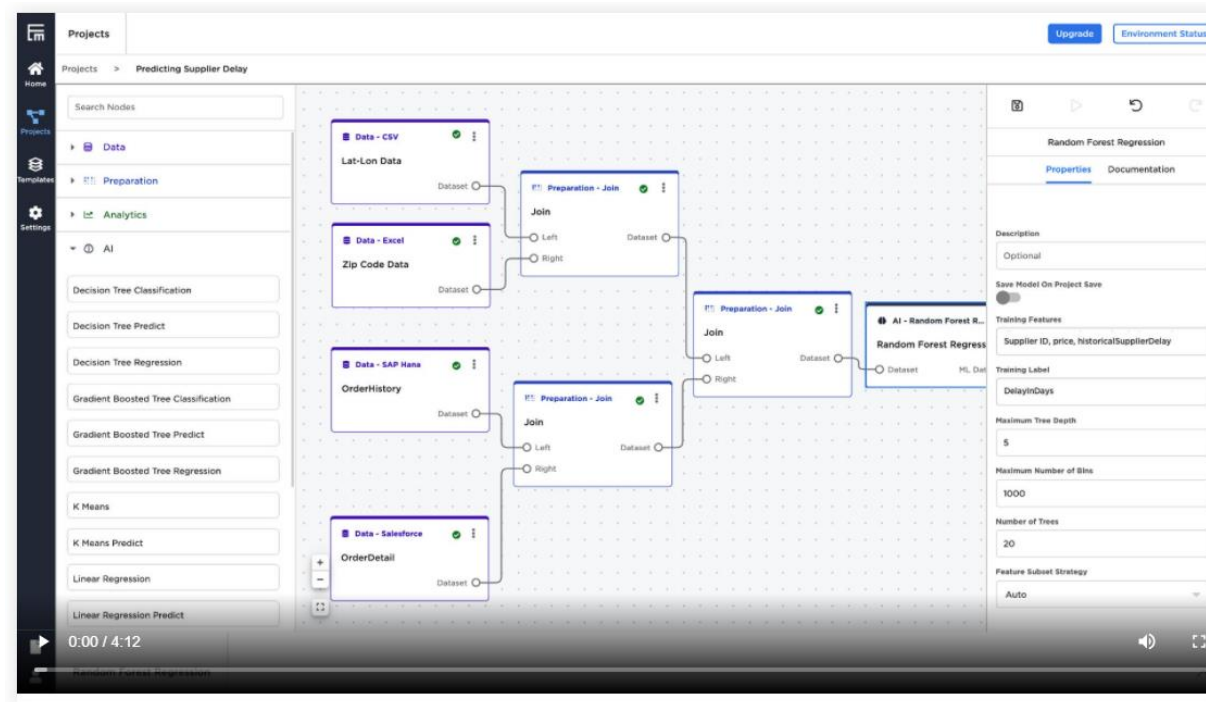 Projects
Upgrade
Environment Status
Home
Projects > Predicting Supplier Delay
Projects
Templates
Settings
Search Nodes
Data
Preparation
Analytics
AI
Decision Tree Classification
Decision Tree Predict
Decision Tree Regression
Gradient Boosted Tree Classification
Gradient Boosted Tree Predict
Gradient Boosted Tree Regression
K Means
K Means Predict
Linear Regression
Linear Regression Predict
Random Forest Regression
Data - CSV
Lat-Lon Data
Dataset
Data - Excel
Zip Code Data
Dataset
Preparation - Join
Join
Left Dataset
Right
Data - SAP Hana
OrderHistory
Dataset
Data - Salesforce
OrderDetail
Dataset
Preparation - Join
Join
Left Dataset
Right
Preparation - Join
Join
Left Dataset
Right
AI - Random Forest R...
Random Forest Regress
Dataset ML Dat
Random Forest Regression
Properties Documentation
Description
Optional
Save Model On Project Save
Training Features
Supplier ID, price, historicalSupplierDelay
Training Label
DelayInDays
Maximum Tree Depth
5
Maximum Number of Bins
1000
Number of Trees
20
Feature Subset Strategy
Auto
0:00 / 4:12